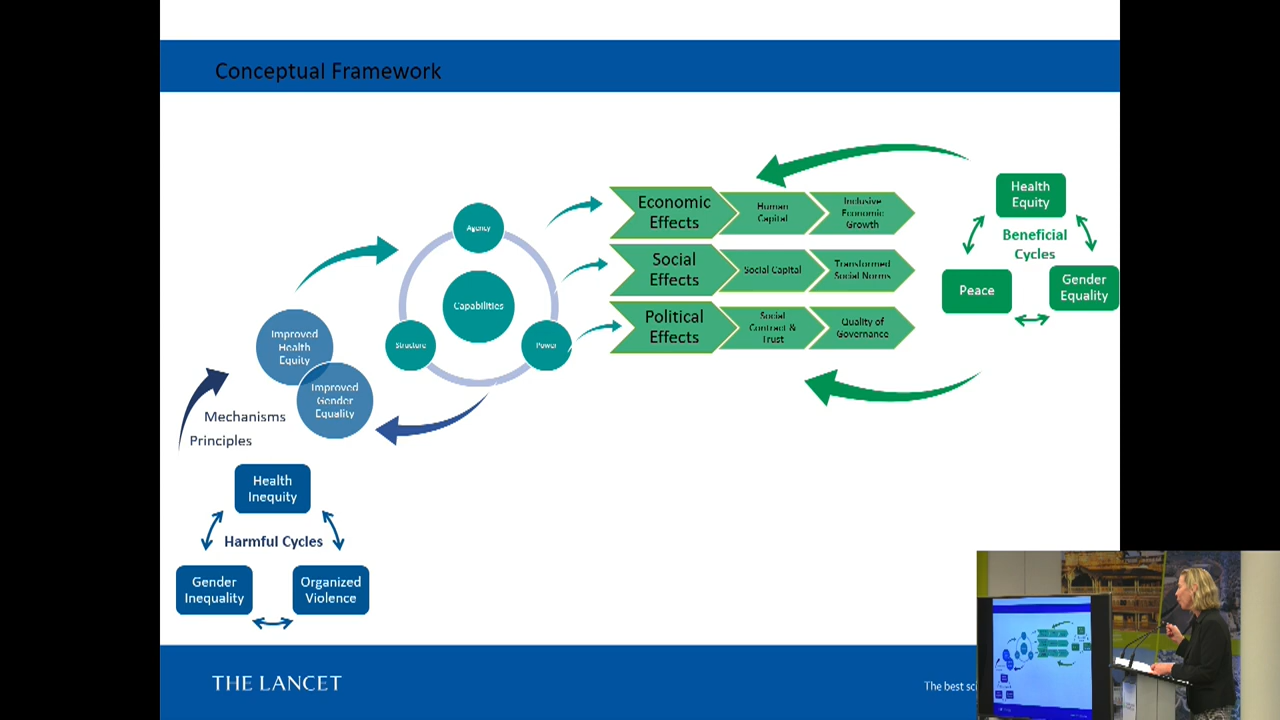 Conceptual Framework
Health
Equity
Beneficial
Cycles
Peace
Gender
Equality
Economic
Effects
Human
Capital
Inclusive
Economic
Growth
Social
Effects
Social Capital
Transformed
Social Norms
Political
Effects
Social
Contract &
Trust
Quality of
Governance
Agency
Capabilities
Structure
Power
Improved
Health
Equity
Improved
Gender
Equality
Mechanisms
Principles
Health
Inequity
Harmful Cycles
Gender
Inequality
Organized
Violence
THE LANCET
The best